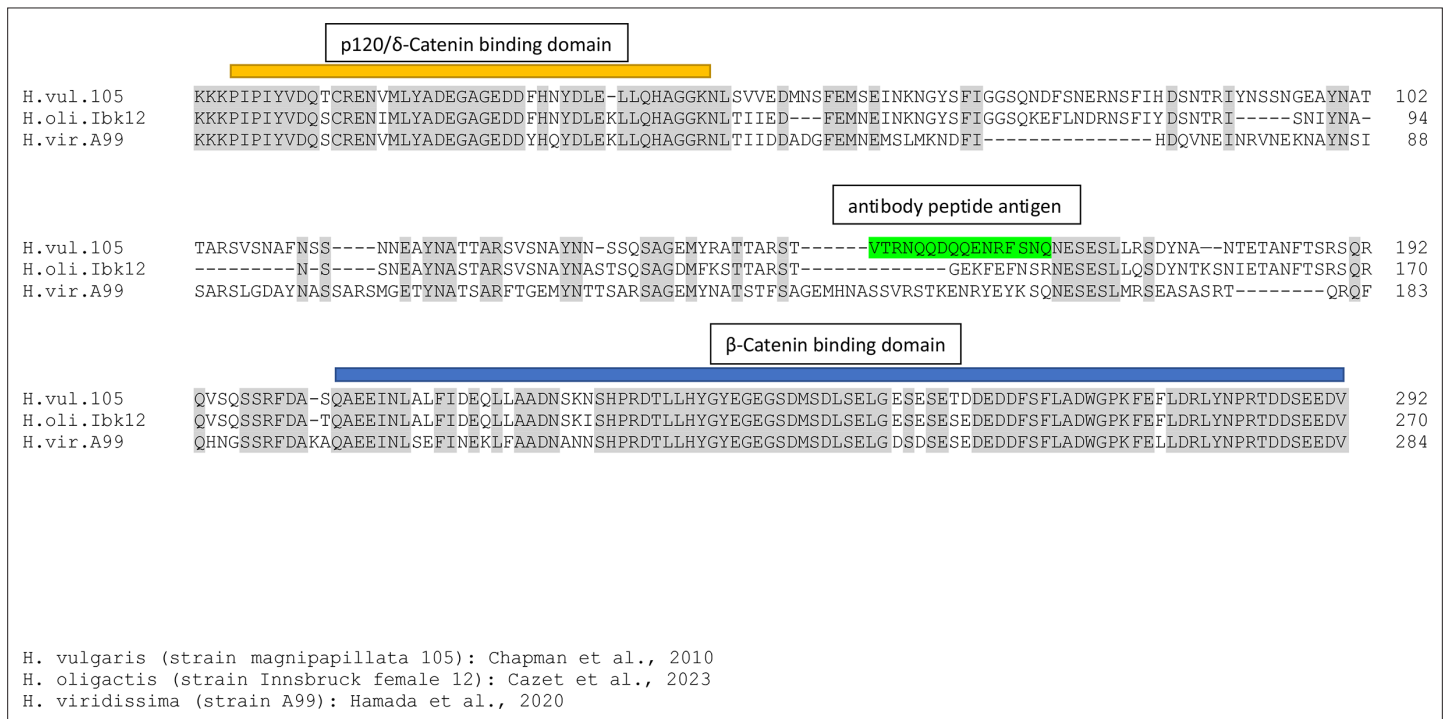 p120/δ-Catenin binding domain
H.vul.105 KKKPIPIYVDQTCRENVMLYADEGAGEDDFHNYDLE-LLQHAGGKNLSVVEDMNSFEMSEINKNGYSFIGGSQNDFSNERNSFIHDSNTRIYNSSNGEAYNAT 102
H.oli.Ibk12 KKKPIPIYVDQSCRENIMLYADEGAGEDDFHNYDLEKLLQHAGGKNLTIIED---FEMNEINKNGYSFIGGSQKEFLNDRNSFIYDSNTRI-----SNIYNA- 94
H.vir.A99 KKKPIPIYVDQSCRENVMLYADEGAGEDDYHQYDLEKLLQHAGGRNLTIIDDADGFEMNEMSLMKNDFI---------------HDQVNEINRVNEKNAYNSI 88
antibody peptide antigen
H.vul.105 TARSVSNAFNSS----NNEAYNATTARSVSNAYNN-SSQSAGEMYRATTARST------VTRNQQDQQENRFSNQNESESLLRSDYNA—-NTETANFTSRSQR 192
H.oli.Ibk12 ---------N-S----SNEAYNASTARSVSNAYNASTSQSAGDMFKSTTARST-------------GEKFEFNSRNESESLLQSDYNTKSNIETANFTSRSQR 170
H.vir.A99 SARSLGDAYNASSARSMGETYNATSARFTGEMYNTTSARSAGEMYNATSTFSAGEMHNASSVRSTKENRYEYKSQNESESLMRSEASASRT--------QRQF 183
β-Catenin binding domain
H.vul.105 QVSQSSRFDA-SQAEEINLALFIDEQLLAADNSKNSHPRDTLLHYGYEGEGSDMSDLSELGESESETDDEDDFSFLADWGPKFEFLDRLYNPRTDDSEEDV 292
H.oli.Ibk12 QVSQSSRFDA-TQAEEINLALFIDEQLLAADNSKISHPRDTLLHYGYEGEGSDMSDLSELGESESESEDEDDFSFLADWGPKFEFLDRLYNPRTDDSEEDV 270
H.vir.A99 QHNGSSRFDAKAQAEEINLSEFINEKLFAADNANNSHPRDTLLHYGYEGEGSDMSDLSELGDSDSESEDEDDFSFLADWGPKFELLDRLYNPRTDDSEEDV 284
H. vulgaris (strain magnipapillata 105): Chapman et al., 2010
H. oligactis (strain Innsbruck female 12): Cazet et al., 2023
H. viridissima (strain A99): Hamada et al., 2020